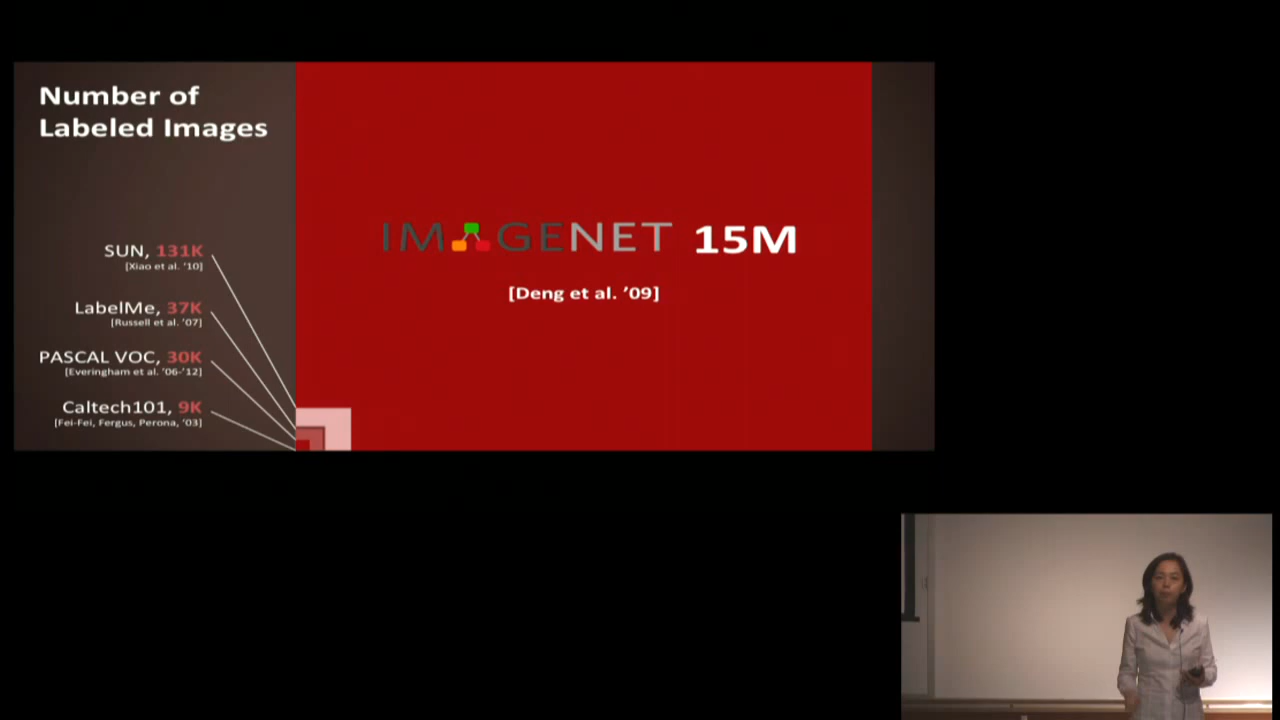 Number of
Labeled Images
SUN, 131K
[Xiao et al. '10]
LabelMe, 37K
[Russell et al. '07]
PASCAL VOC, 30K
[Everingham et al. '06-'12]
Caltech101, 9K
[Fei-Fei, Fergus, Perona, '03]
IMAGENET 15M
[Deng et al. '09]